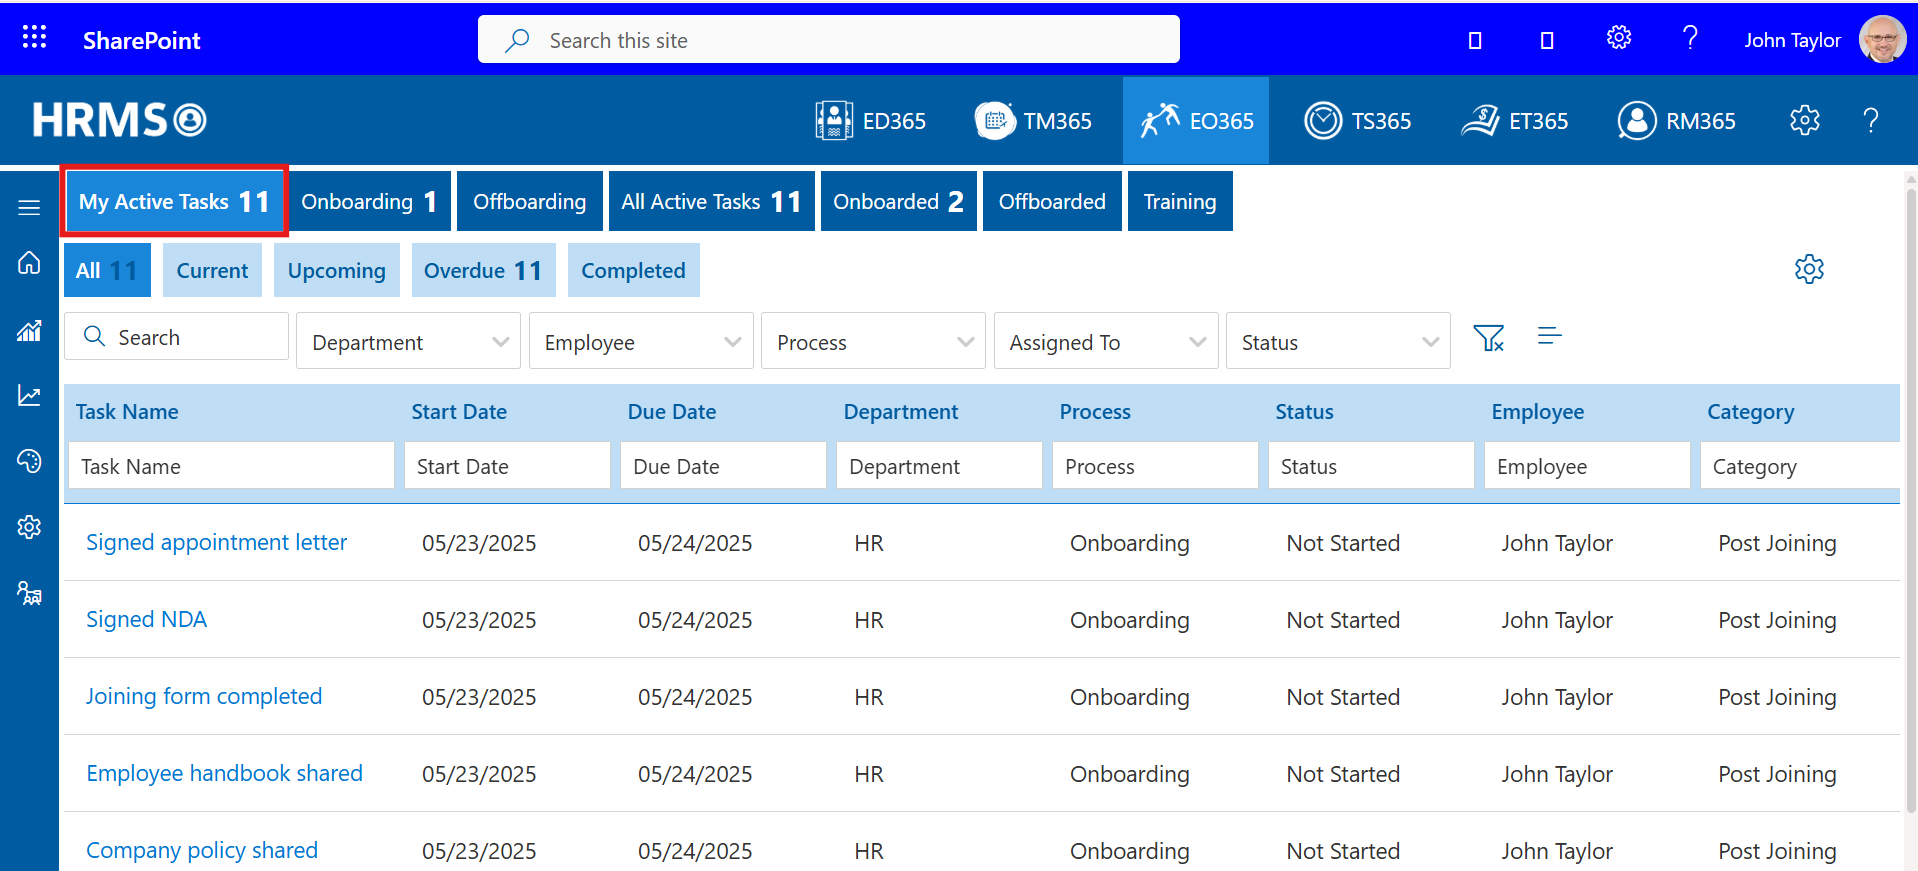 SharePoint
Search this site
John Taylor
HRMS
ED365
TM365
EO365
TS365
ET365
RM365
My Active Tasks 11
Onboarding 1
Offboarding
All Active Tasks 11
Onboarded 2
Offboarded
Training
All 11
Current
Upcoming
Overdue 11
Completed
Search
Department
Employee
Process
Assigned To
Status
Task Name Start Date Due Date Department Process Status Employee Category
Task Name Start Date Due Date Department Process Status Employee Category
Signed appointment letter 05/23/2025 05/24/2025 HR Onboarding Not Started John Taylor Post Joining
Signed NDA 05/23/2025 05/24/2025 HR Onboarding Not Started John Taylor Post Joining
Joining form completed 05/23/2025 05/24/2025 HR Onboarding Not Started John Taylor Post Joining
Employee handbook shared 05/23/2025 05/24/2025 HR Onboarding Not Started John Taylor Post Joining
Company policy shared 05/23/2025 05/24/2025 HR Onboarding Not Started John Taylor Post Joining